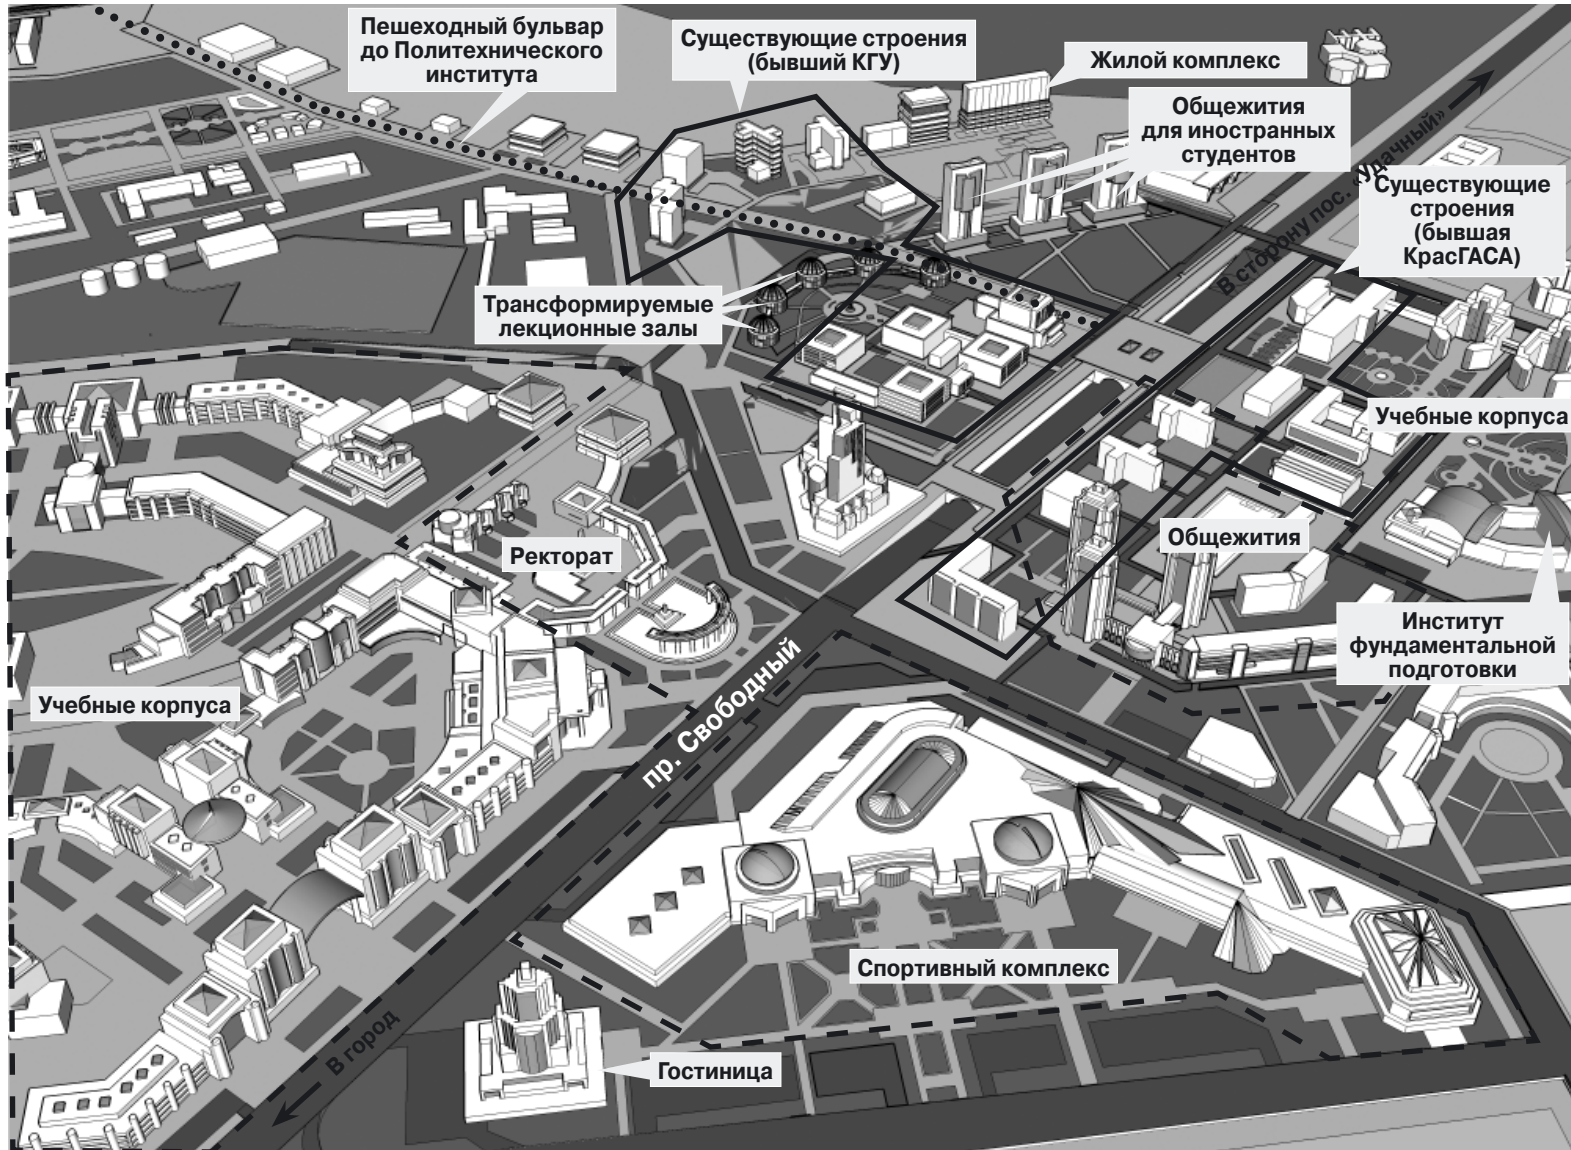 Пешеходный бульвар
до Политехнического
института
Существующие строения
(бывший КГУ)
Жилой комплекс
Общежития
для иностранных
студентов
В сторону пос. «Удачный»
Существующие
строения
(бывшая
КрасГАСА)
Трансформируемые
лекционные залы
Учебные корпуса
Ректорат
Общежития
Институт
фундаментальной
подготовки
Учебные корпуса
пр. Свободный
Спортивный комплекс
В город
Гостиница